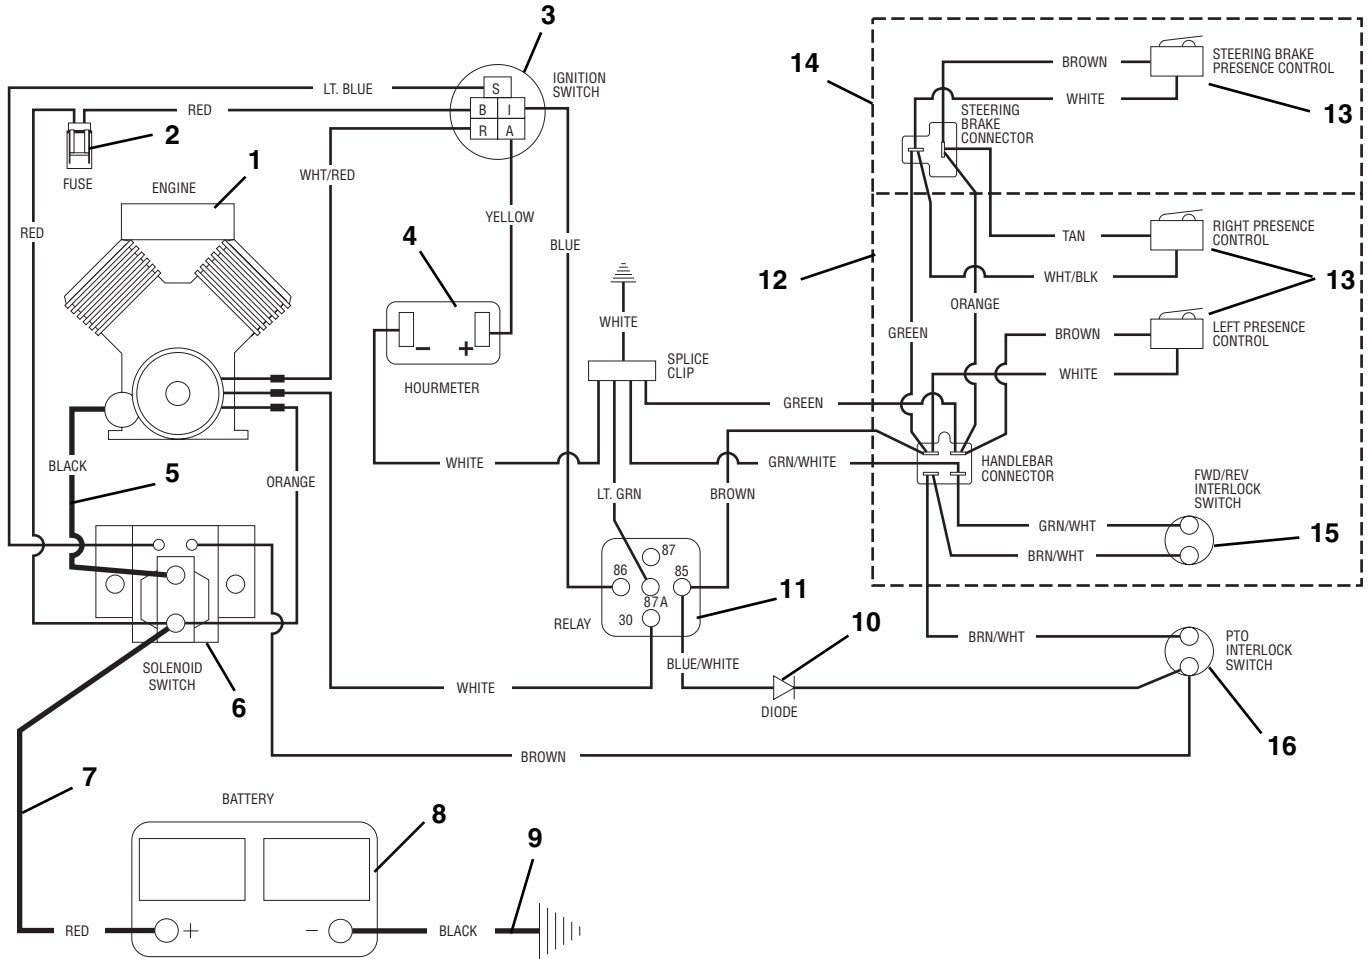 3
14
STEERING BRAKE
PRESENCE CONTROL
BROWN
WHITE
13
STEERING
BRAKE
CONNECTOR
IGNITION
SWITCH
S
B
I
R
A
LT. BLUE
RED
2
FUSE
1
ENGINE
WHT/RED
YELLOW
BLUE
RED
4
HOURMETER
−
+
WHITE
SPLICE
CLIP
12
TAN
RIGHT PRESENCE
CONTROL
WHT/BLK
13
ORANGE
GREEN
BROWN
LEFT PRESENCE
CONTROL
WHITE
GREEN
BLACK
5
ORANGE
WHITE
LT. GRN
GRN/WHITE
BROWN
HANDLEBAR
CONNECTOR
FWD/REV
INTERLOCK
SWITCH
GRN/WHT
BRN/WHT
15
87
86
85
87A
30
RELAY
11
10
BLUE/WHITE
DIODE
BRN/WHT
PTO
INTERLOCK
SWITCH
16
SOLENOID
SWITCH
6
WHITE
BROWN
7
BATTERY
8
9
RED
+
−
BLACK